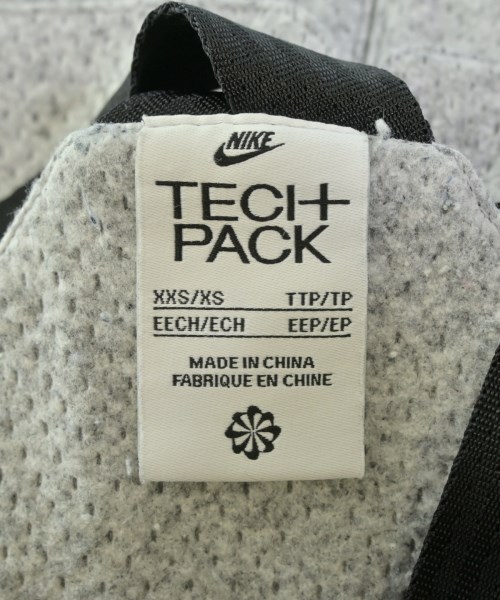 NIKE
TECH
PACK
XXS/XS TTP/TP
EECH/ECH EEP/EP
MADE IN CHINA
FABRIQUE EN CHINE